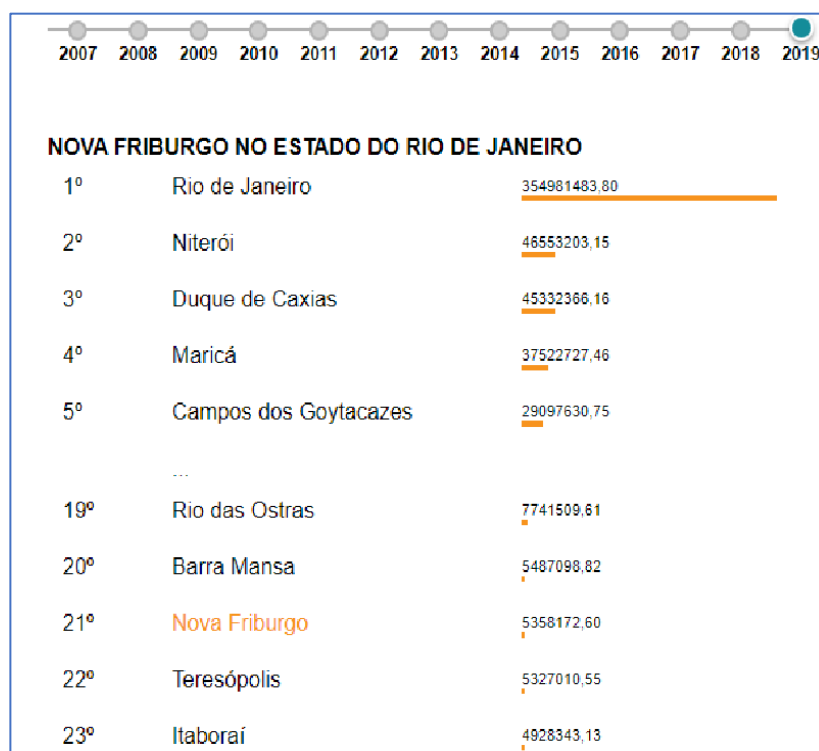 2007 2008 2009 2010 2011 2012 2013 2014 2015 2016 2017 2018 2019
NOVA FRIBURGO NO ESTADO DO RIO DE JANEIRO
1º Rio de Janeiro 354981483,80
2º Niterói 46553203,15
3º Duque de Caxias 45332366,16
4º Maricá 37522727,46
5º Campos dos Goytacazes 29097630,75
...
19º Rio das Ostras 7741509,61
20º Barra Mansa 5487098,82
21º Nova Friburgo 5358172,60
22º Teresópolis 5327010,55
23º Itaboraí 4928343,13